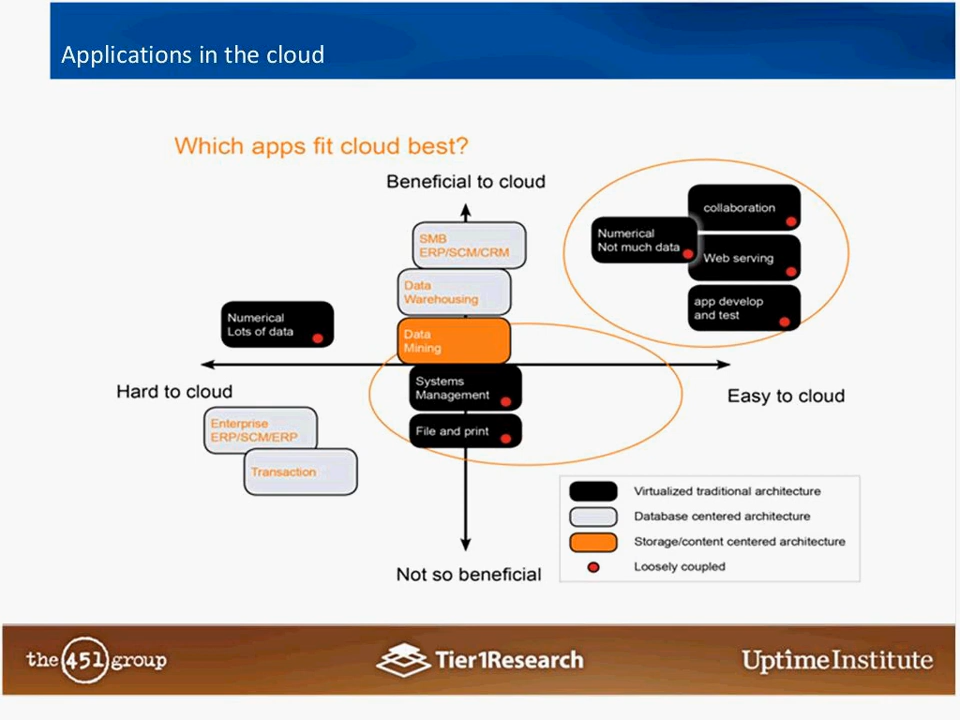 Applications in the cloud
Which apps fit cloud best?
Beneficial to cloud
collaboration
Numerical
Not much data
Web serving
app develop
and test
SMB
ERP/SCM/CRM
Data
Warehousing
Numerical
Lots of data
Data
Mining
Hard to cloud
Systems
Management
Easy to cloud
Enterprise
ERP/SCM/ERP
File and print
Transaction
Virtualized traditional architecture
Database centered architecture
Storage/content centered architecture
Loosely coupled
Not so beneficial
the 451 group
Tier1Research
UptimeInstitute